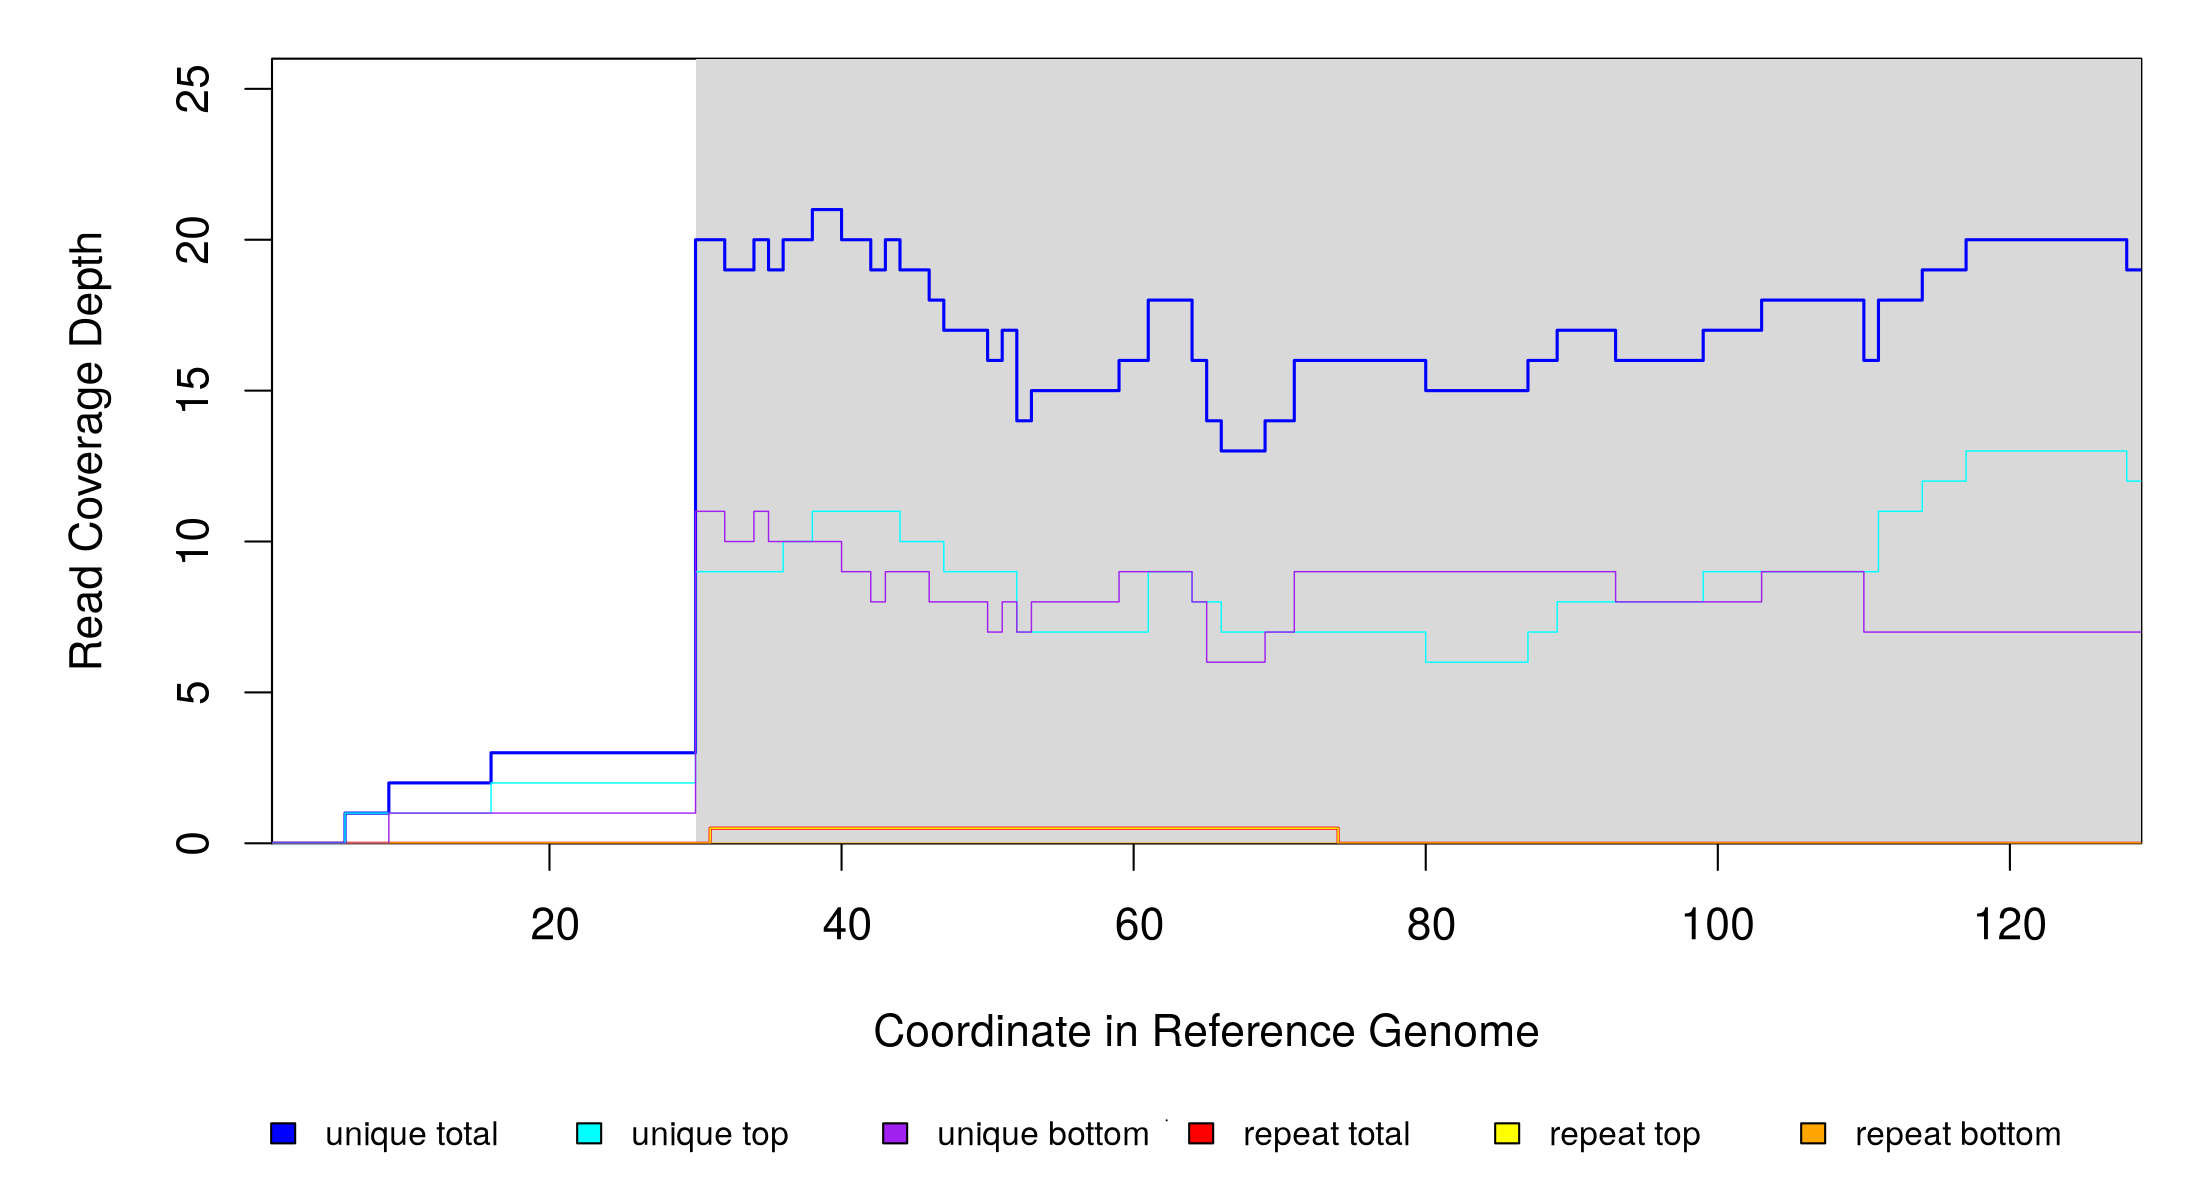 25
20
15
10
5
0
Read Coverage Depth
20 40 60 80 100 120
Coordinate in Reference Genome
unique total unique top unique bottom repeat total repeat top repeat bottom